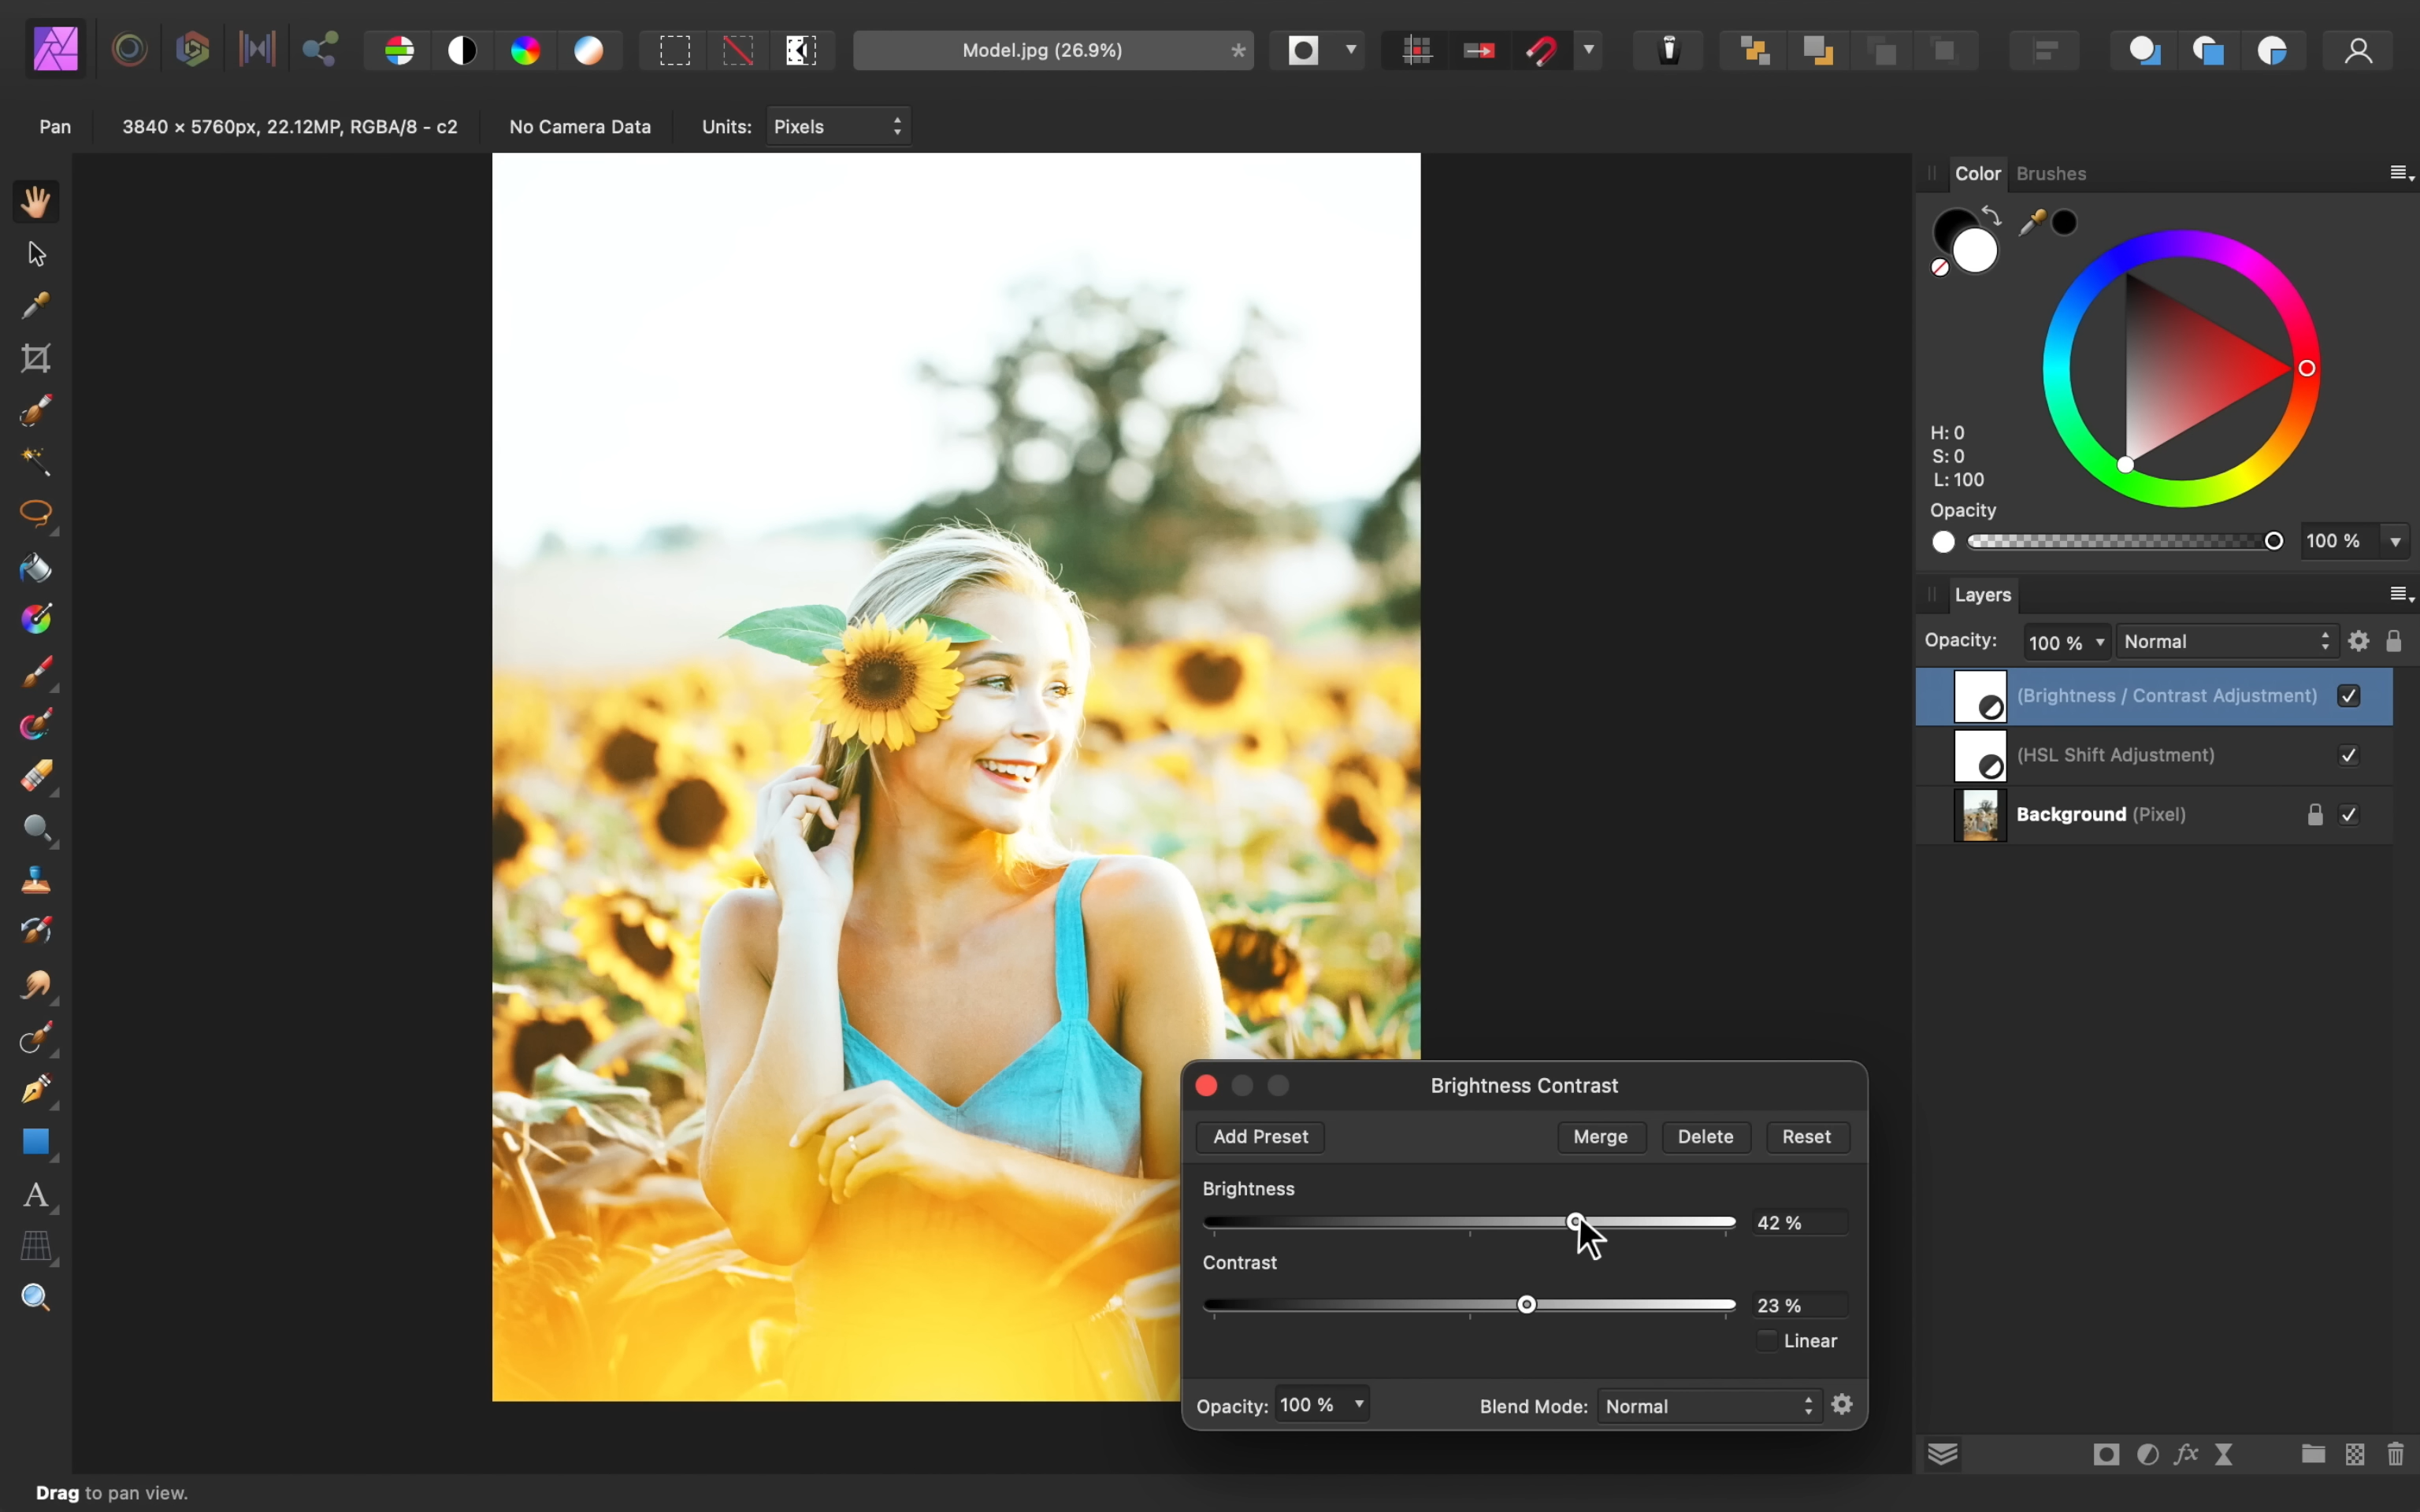 Model.jpg (26.9%)
*
Pan
3840 × 5760px, 22.12MP, RGBA/8 - c2
No Camera Data
Units:
Pixels
Color
Brushes
H: 0
S: 0
L: 100
Opacity
100 %
Layers
Opacity:
100 %
Normal
(Brightness / Contrast Adjustment)
(HSL Shift Adjustment)
Background (Pixel)
Brightness Contrast
Add Preset
Merge
Delete
Reset
Brightness
42 %
Contrast
23 %
Linear
Opacity:
100 %
Blend Mode:
Normal
Drag to pan view.